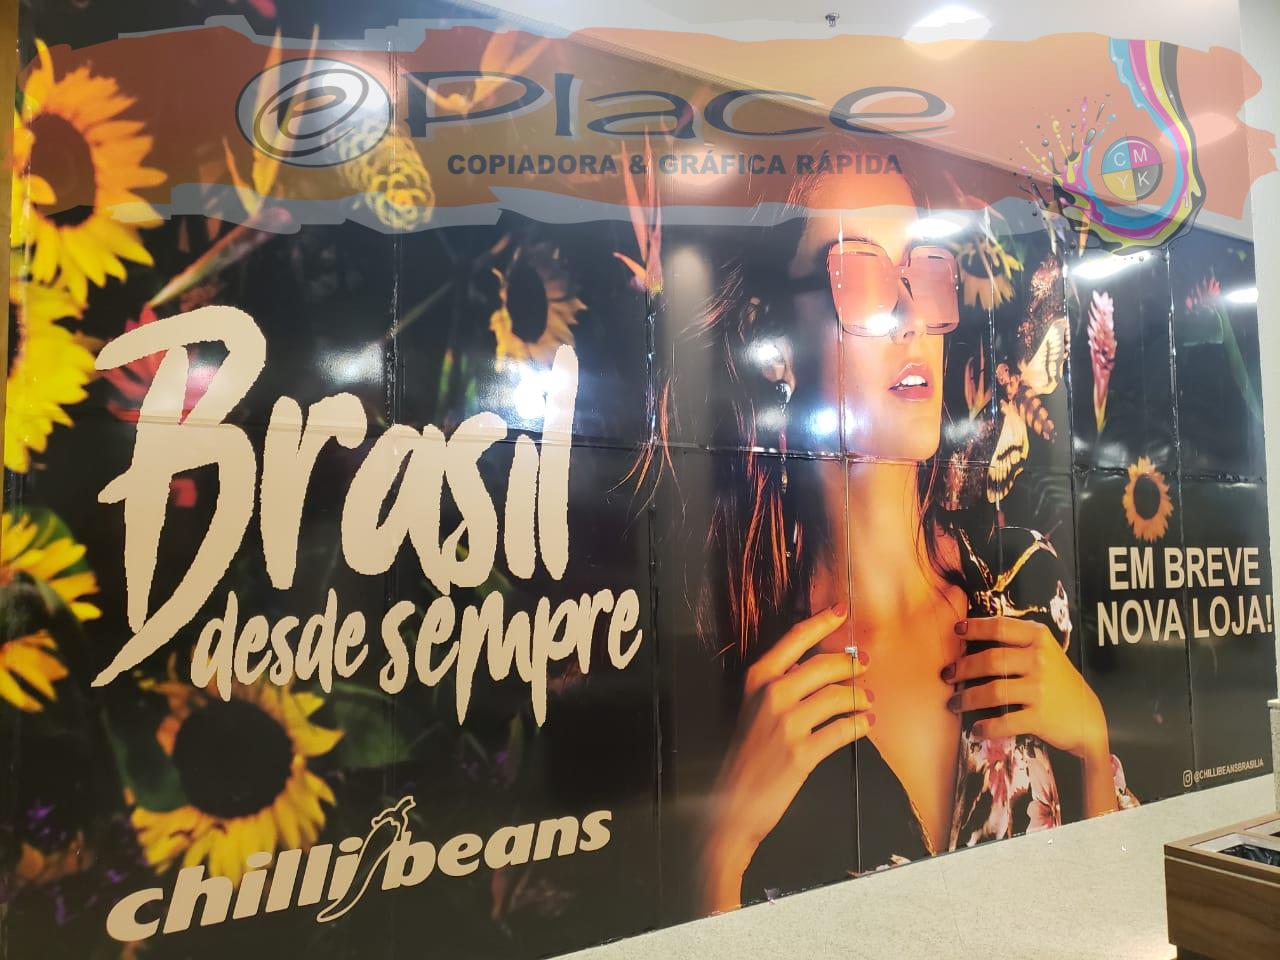 ePlace
COPIADORA & GRÁFICA RÁPIDA
C M
Y K
Brasil
desde sempre
EM BREVE
NOVA LOJA!
@CHILLIBEANSBRASILIA
chilli beans